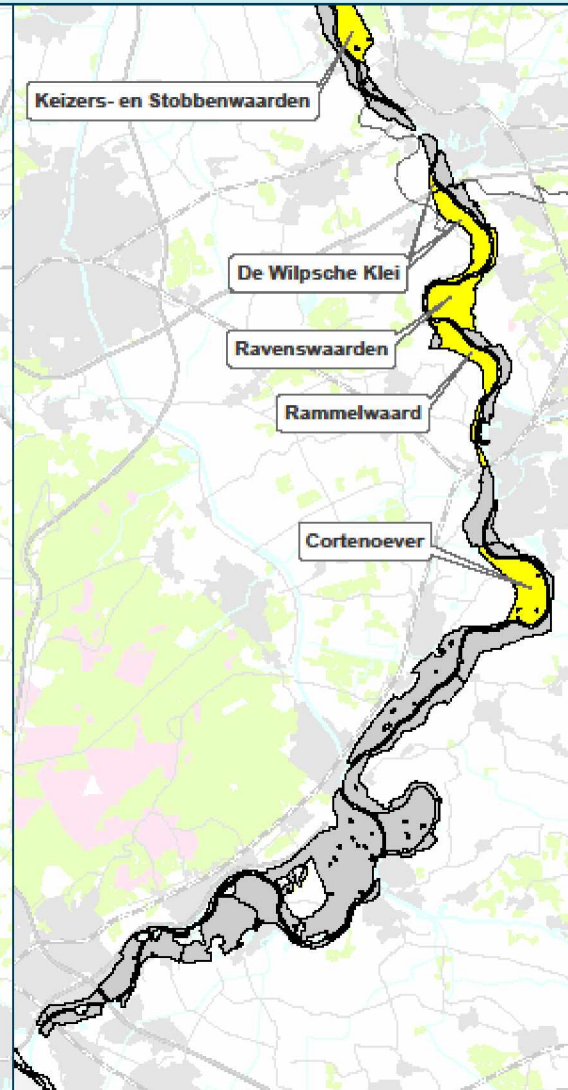 Keizers- en Stobbenwaarden
De Wilpsche Klei
Ravenswaarden
Rammelwaard
Cortenoever